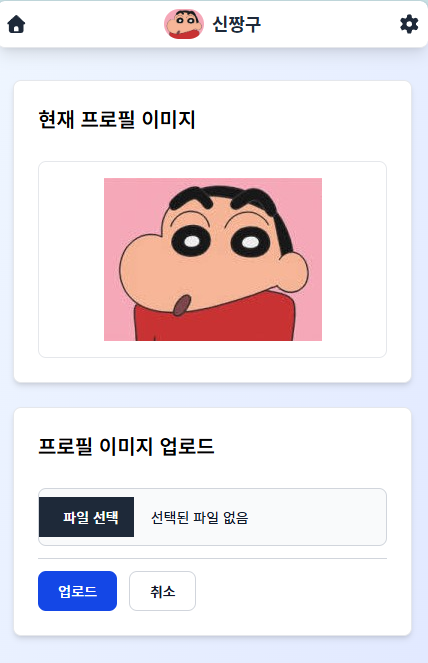 신짱구
현재 프로필 이미지
프로필 이미지 업로드
파일 선택 선택된 파일 없음
업로드 취소